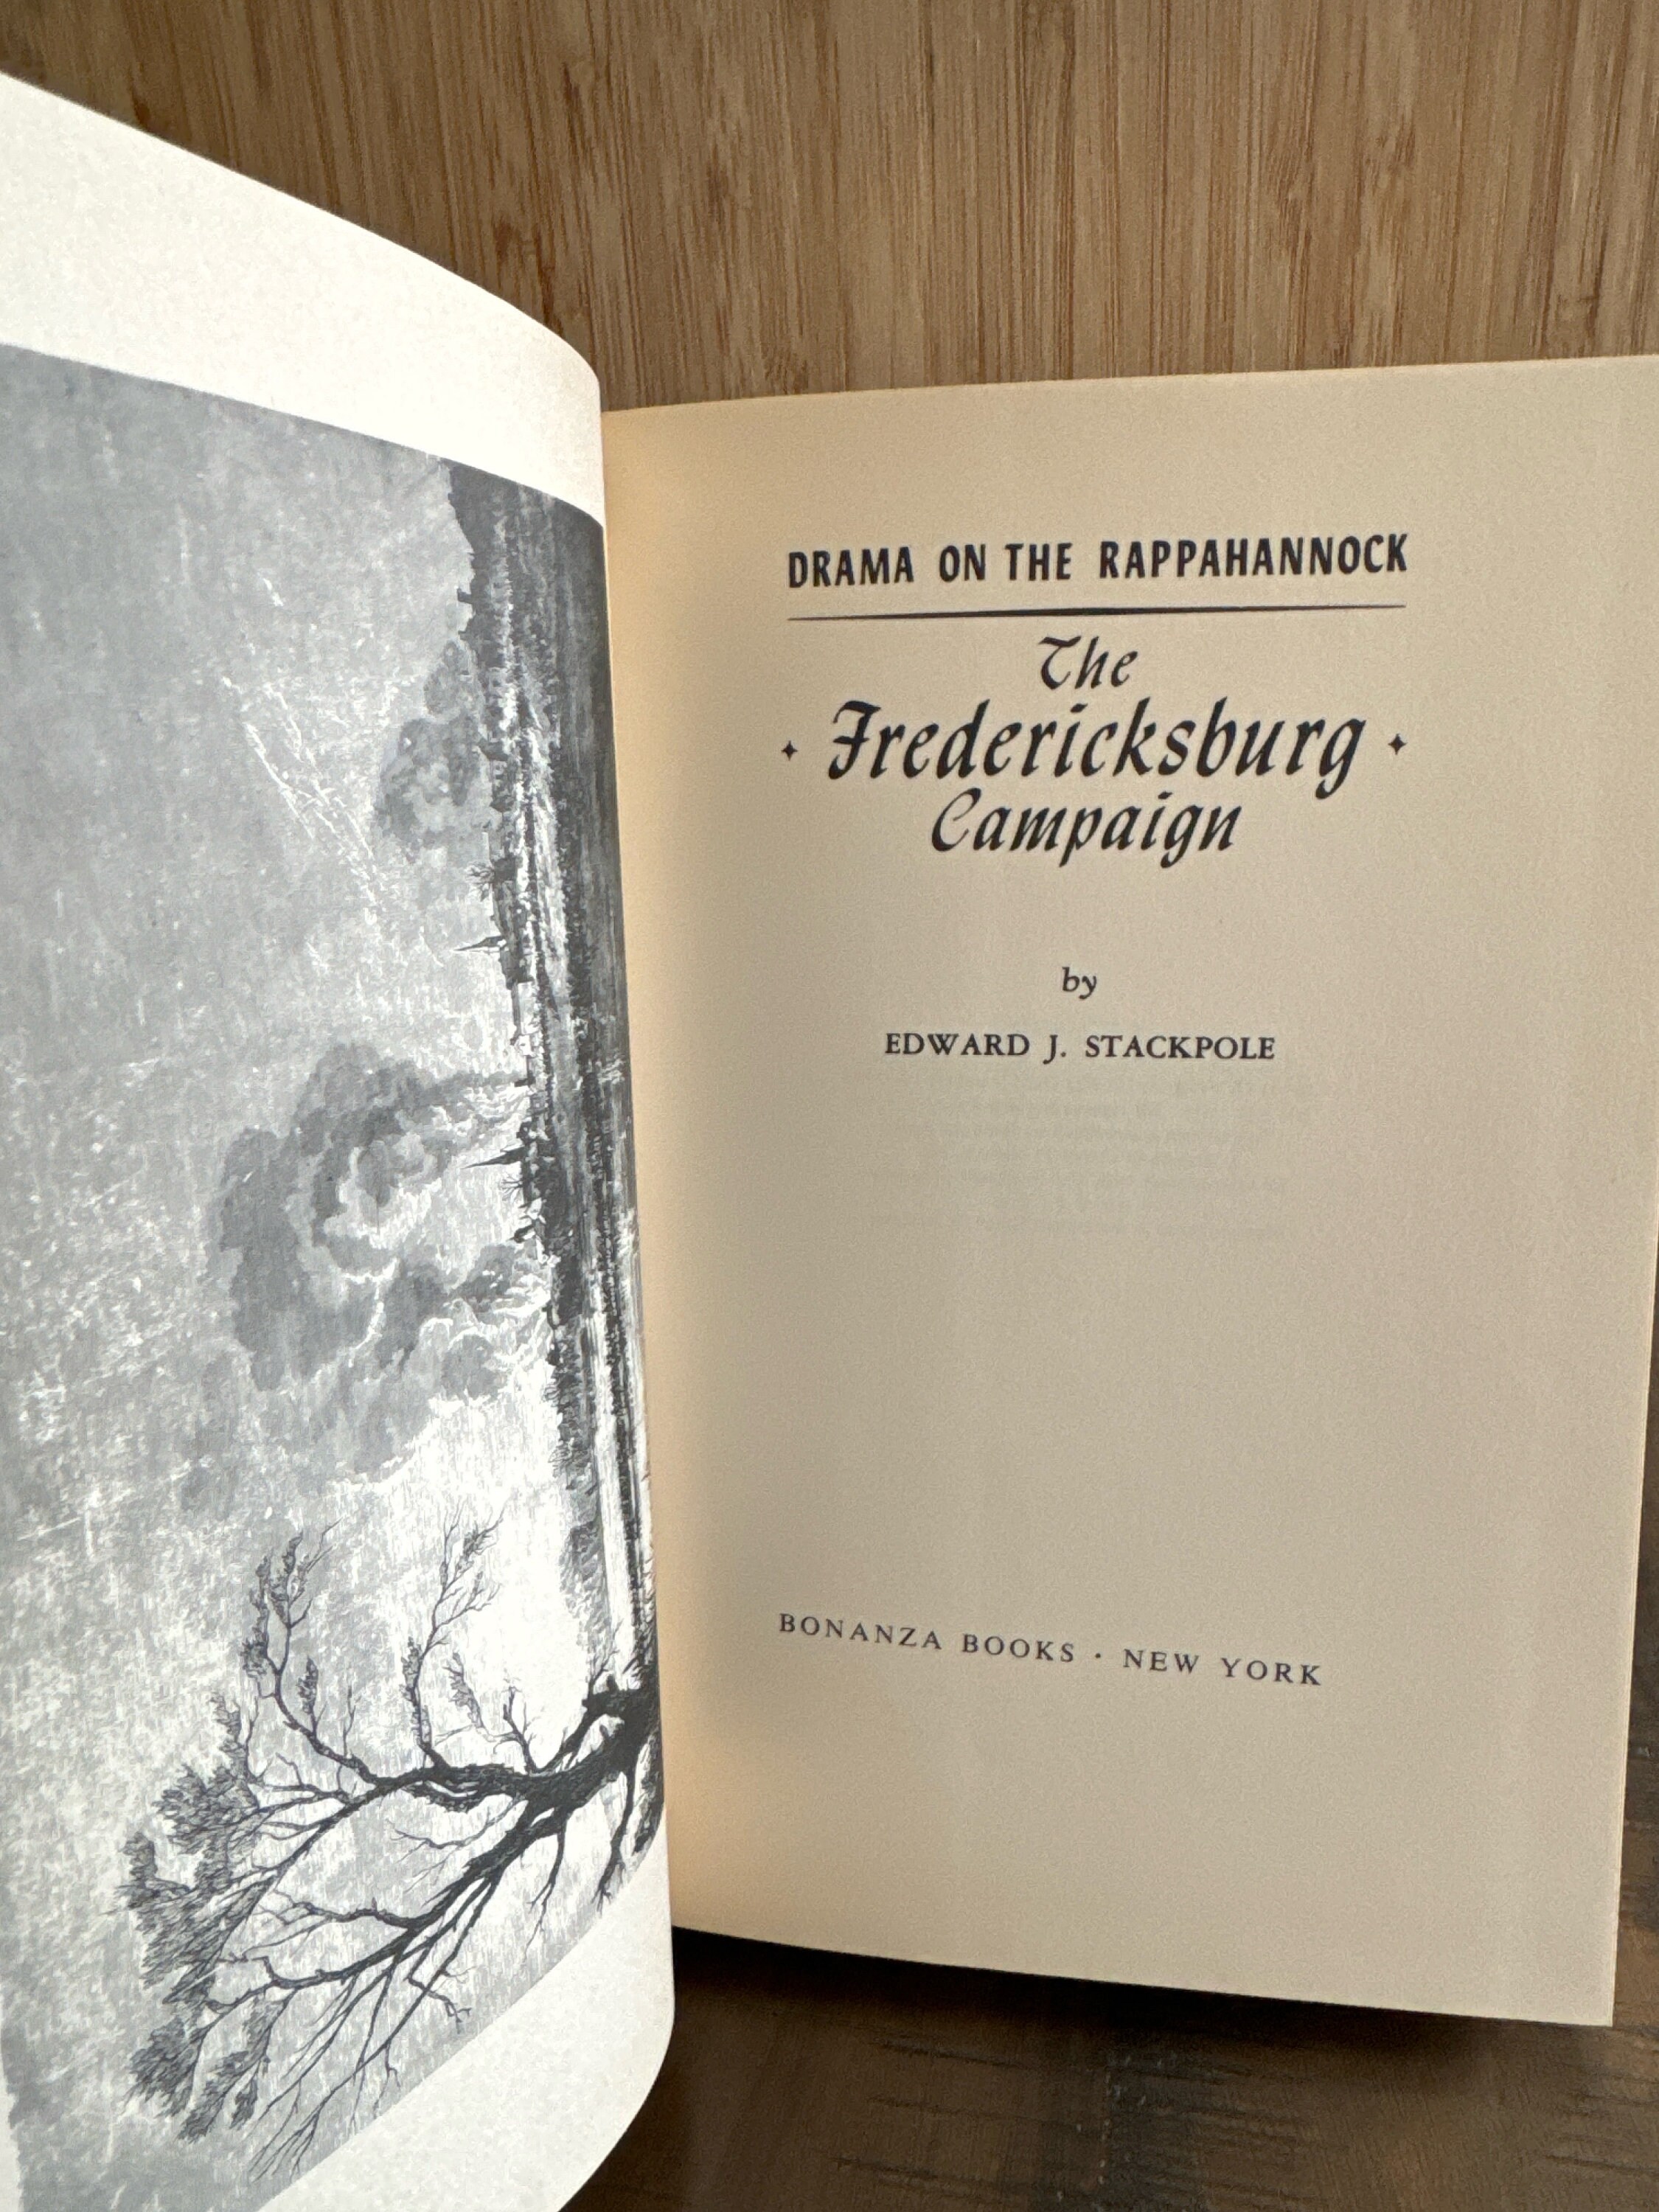 DRAMA ON THE RAPPAHANNOCK
The
· Fredericksburg ·
Campaign
by
EDWARD J. STACKPOLE
BONANZA BOOKS · NEW YORK